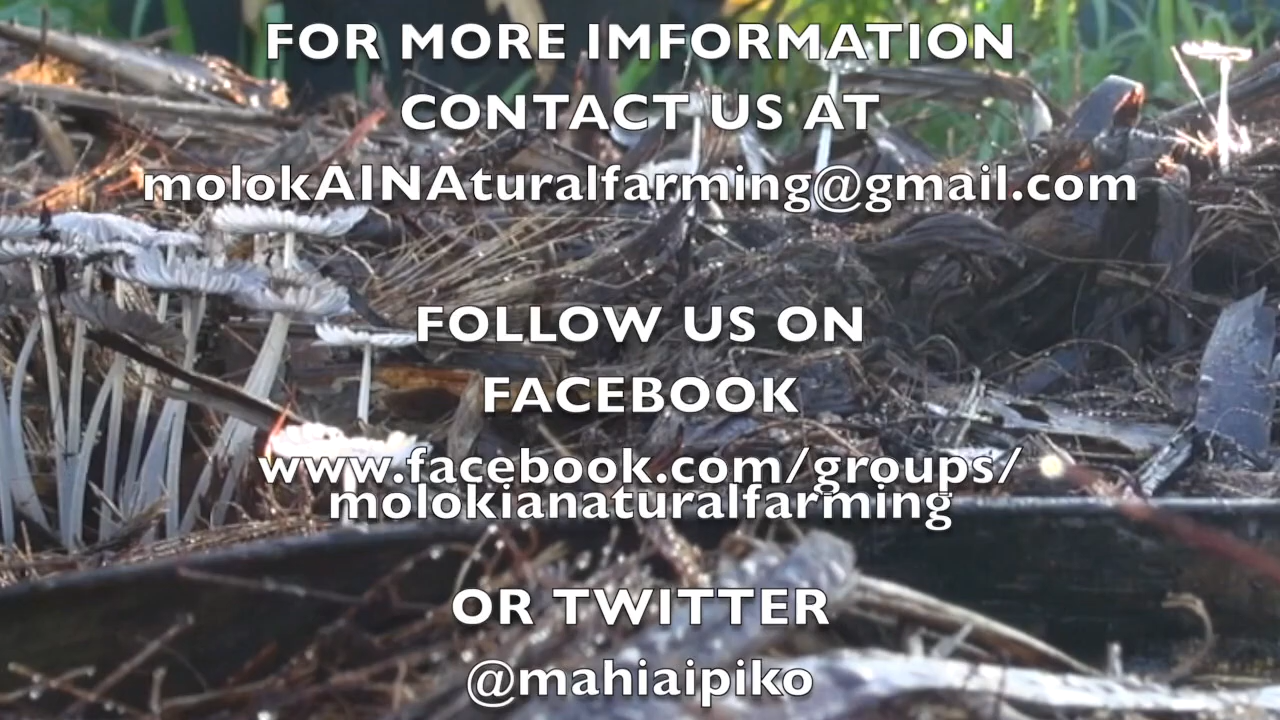 FOR MORE IMFORMATION
CONTACT US AT
molokAINAturalfarming@gmail.com
FOLLOW US ON
FACEBOOK
www.facebook.com/groups/
molokianaturalfarming
OR TWITTER
@mahiaipiko